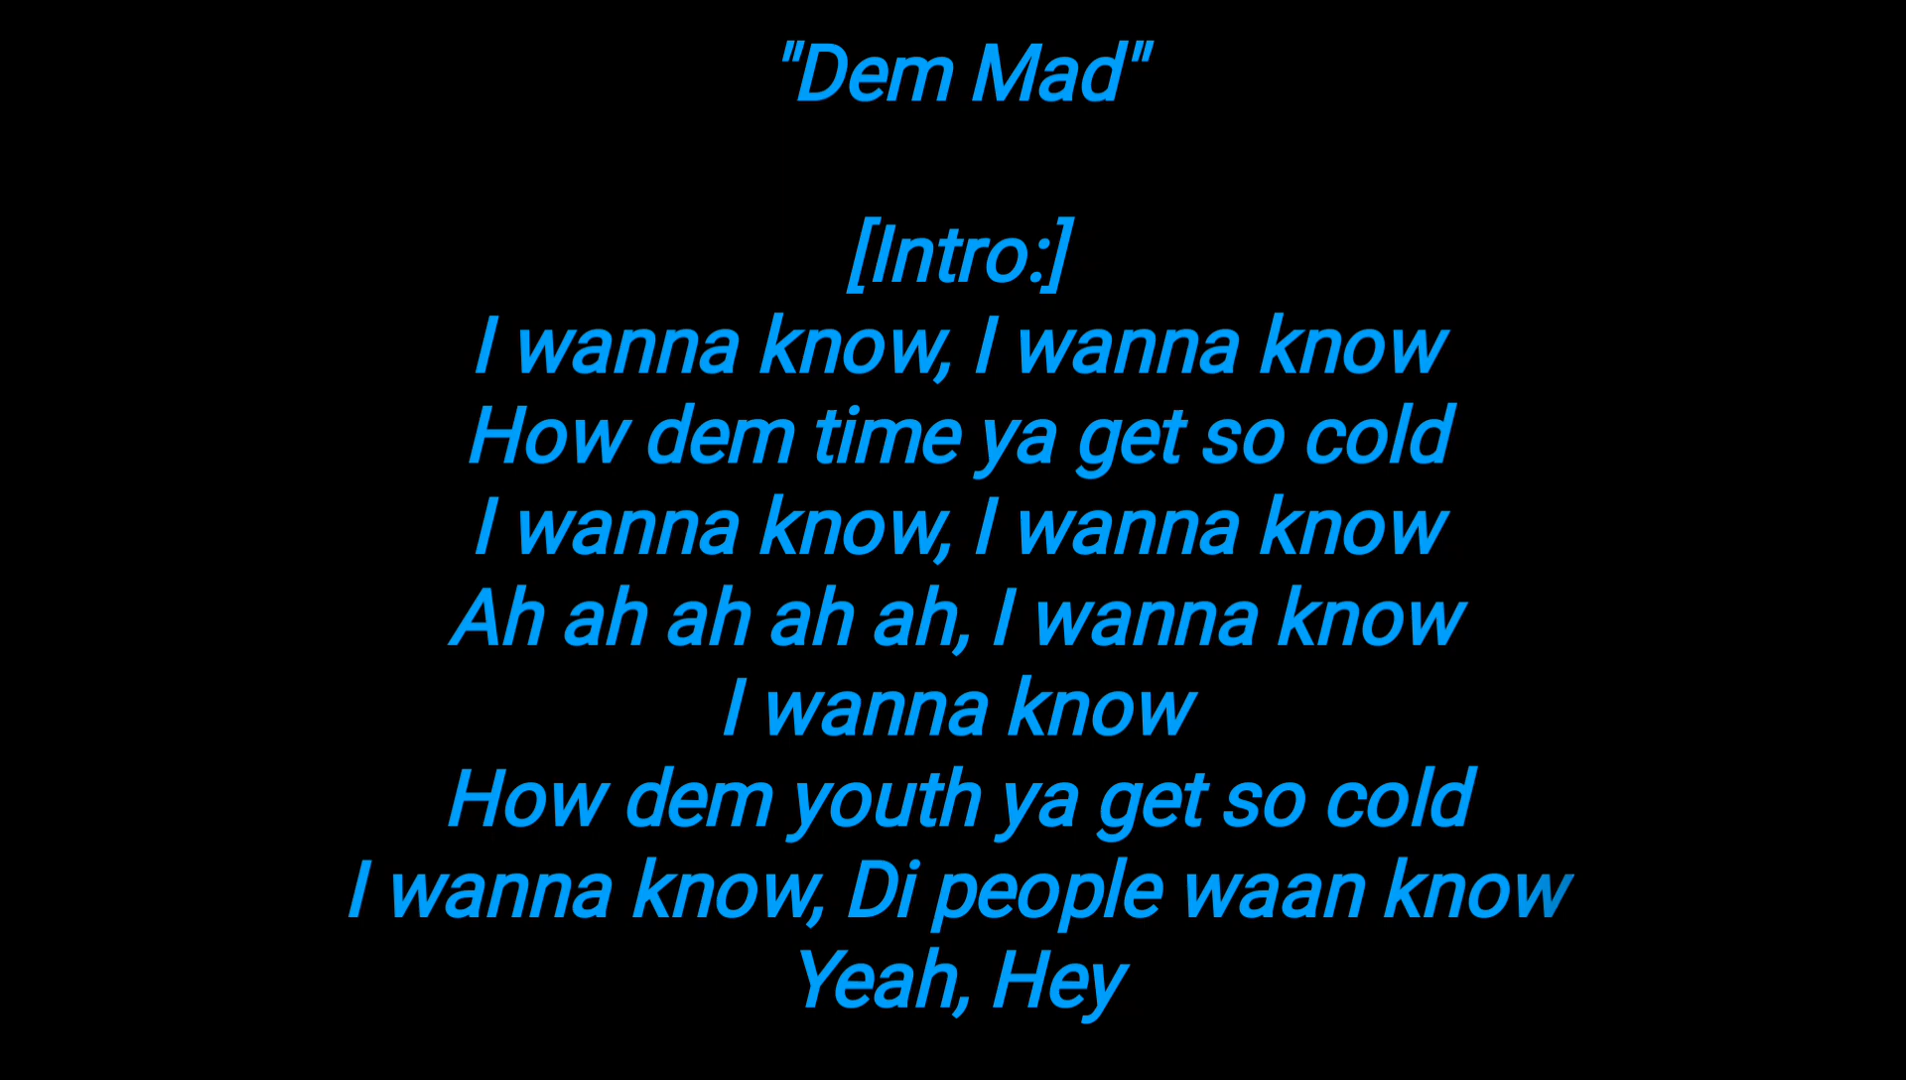 "Dem Mad"
[Intro:]
I wanna know, I wanna know
How dem time ya get so cold
I wanna know, I wanna know
Ah ah ah ah ah, I wanna know
I wanna know
How dem youth ya get so cold
I wanna know, Di people waan know
Yeah, Hey